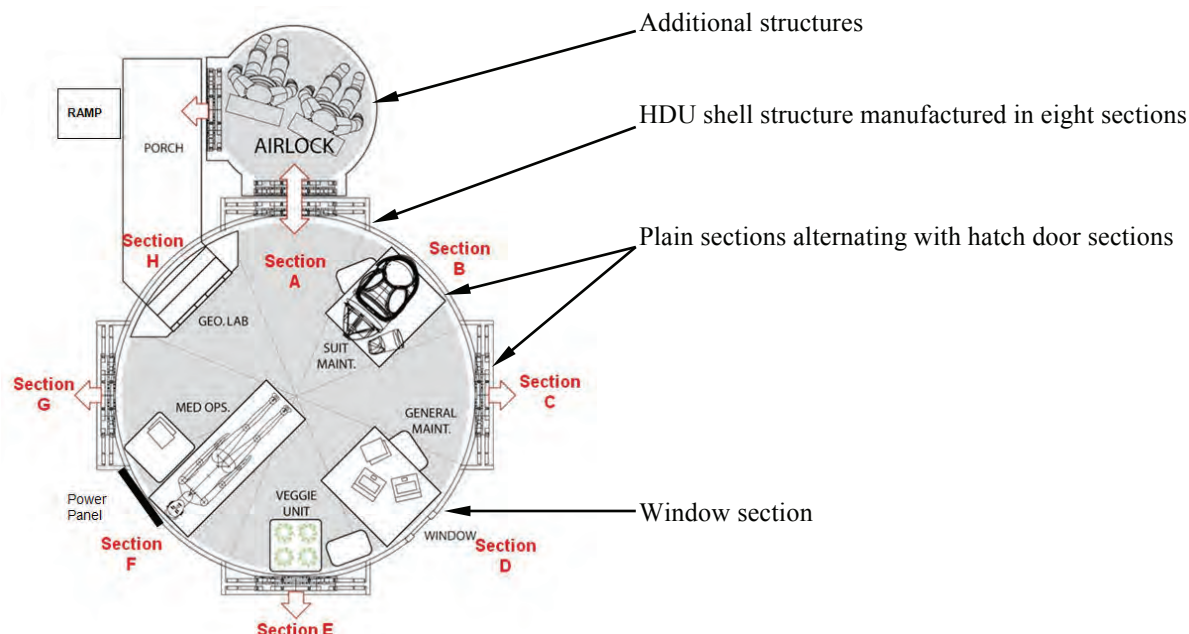 Additional structures
HDU shell structure manufactured in eight sections
Plain sections alternating with hatch door sections
Window section
RAMP
PORCH
AIRLOCK
Section
H
Section
A
Section
B
GEO.LAB
SUIT
MAINT.
Section
G
Section
C
MED OPS.
GENERAL
MAINT.
Power
Panel
VEGGIE
UNIT
WINDOW
Section
F
Section
D
Section E